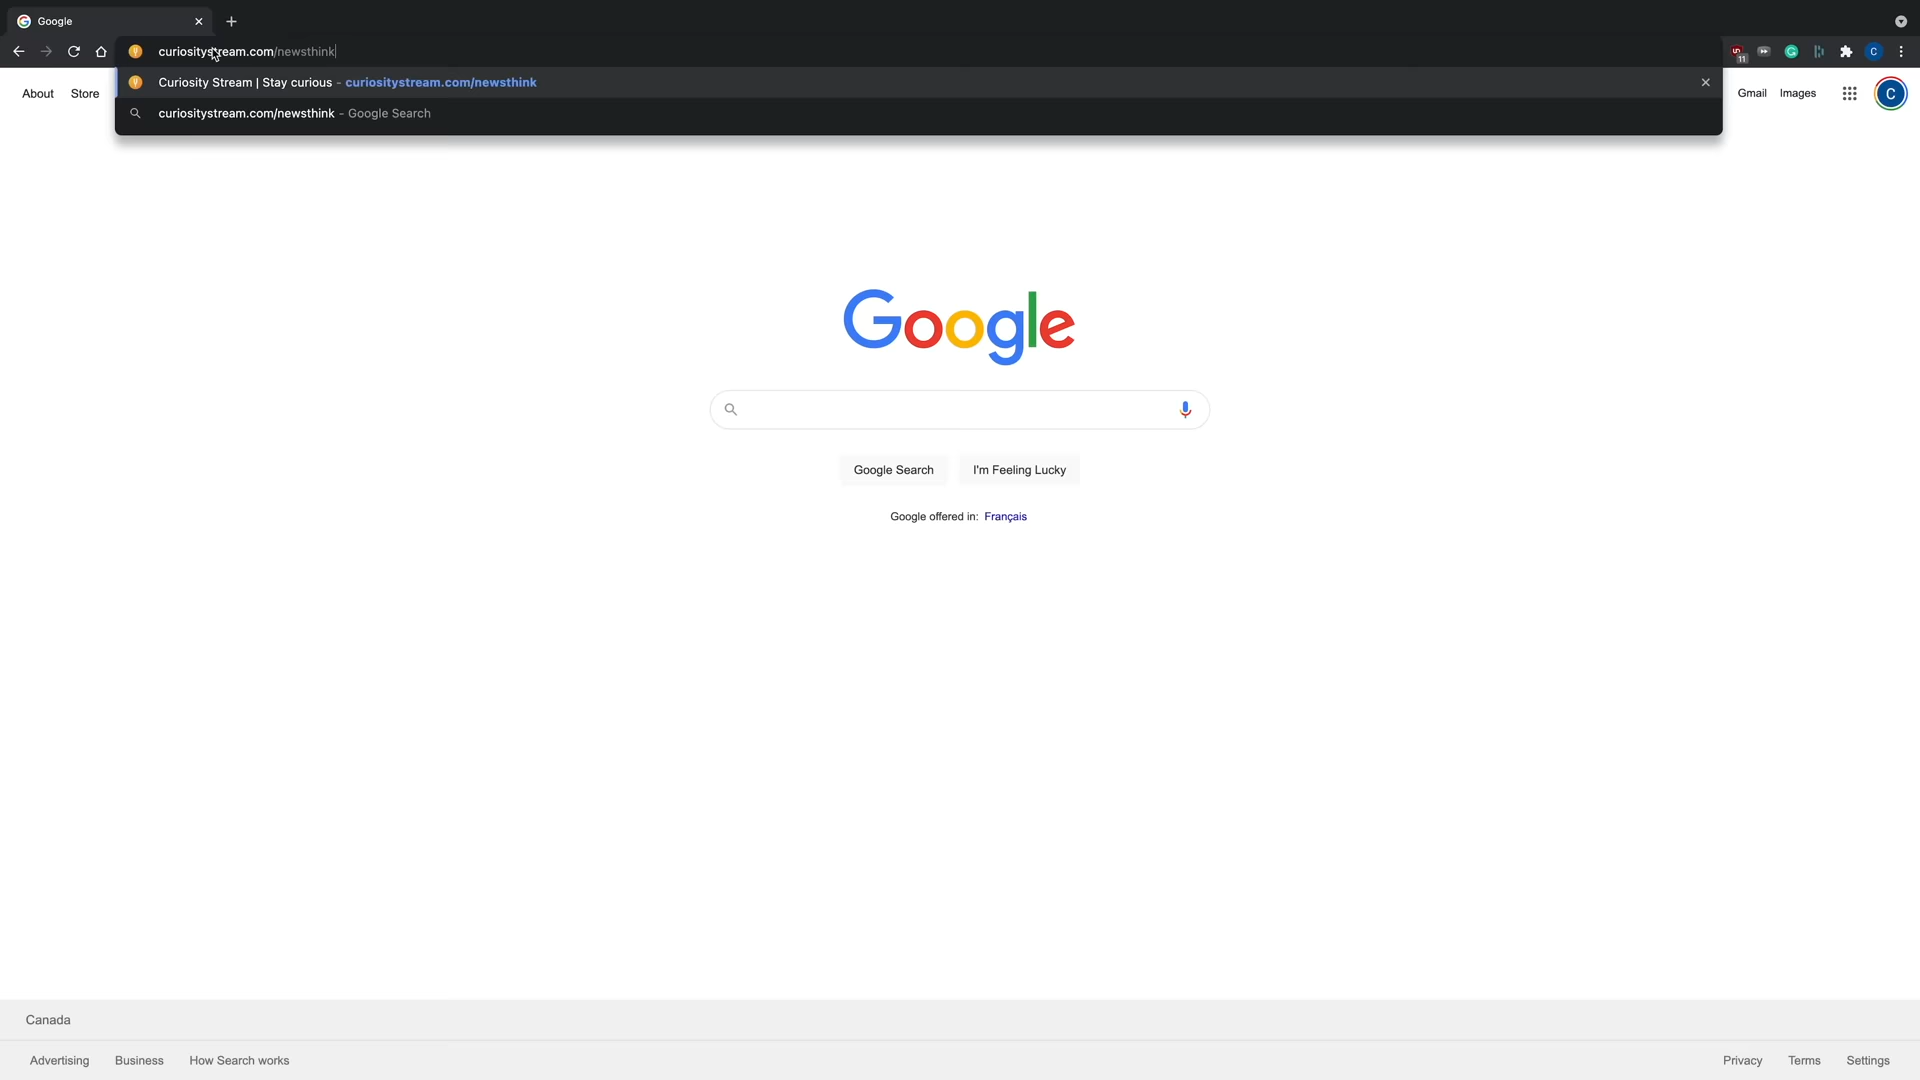 Google
curiositystream.com/newsthink
Curiosity Stream | Stay curious - curiositystream.com/newsthink
curiositystream.com/newsthink - Google Search
11
C
About Store
Gmail Images
C
Google
Google Search I'm Feeling Lucky
Google offered in: Français
Canada
Advertising Business How Search works
Privacy Terms Settings